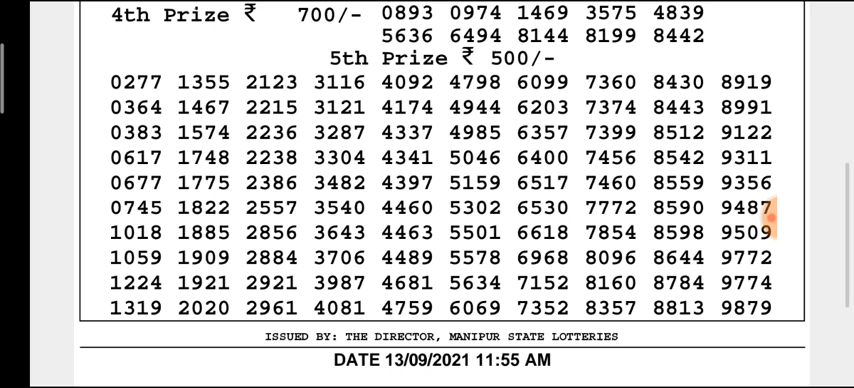 4th Prize ₹ 700/- 0893 0974 1469 3575 4839
5636 6494 8144 8199 8442
5th Prize ₹ 500/-
0277 1355 2123 3116 4092 4798 6099 7360 8430 8919
0364 1467 2215 3121 4174 4944 6203 7374 8443 8991
0383 1574 2236 3287 4337 4985 6357 7399 8512 9122
0617 1748 2238 3304 4341 5046 6400 7456 8542 9311
0677 1775 2386 3482 4397 5159 6517 7460 8559 9356
0745 1822 2557 3540 4460 5302 6530 7772 8590 9487
1018 1885 2856 3643 4463 5501 6618 7854 8598 9509
1059 1909 2884 3706 4489 5578 6968 8096 8644 9772
1224 1921 2921 3987 4681 5634 7152 8160 8784 9774
1319 2020 2961 4081 4759 6069 7352 8357 8813 9879
ISSUED BY: THE DIRECTOR, MANIPUR STATE LOTTERIES
DATE 13/09/2021 11:55 AM